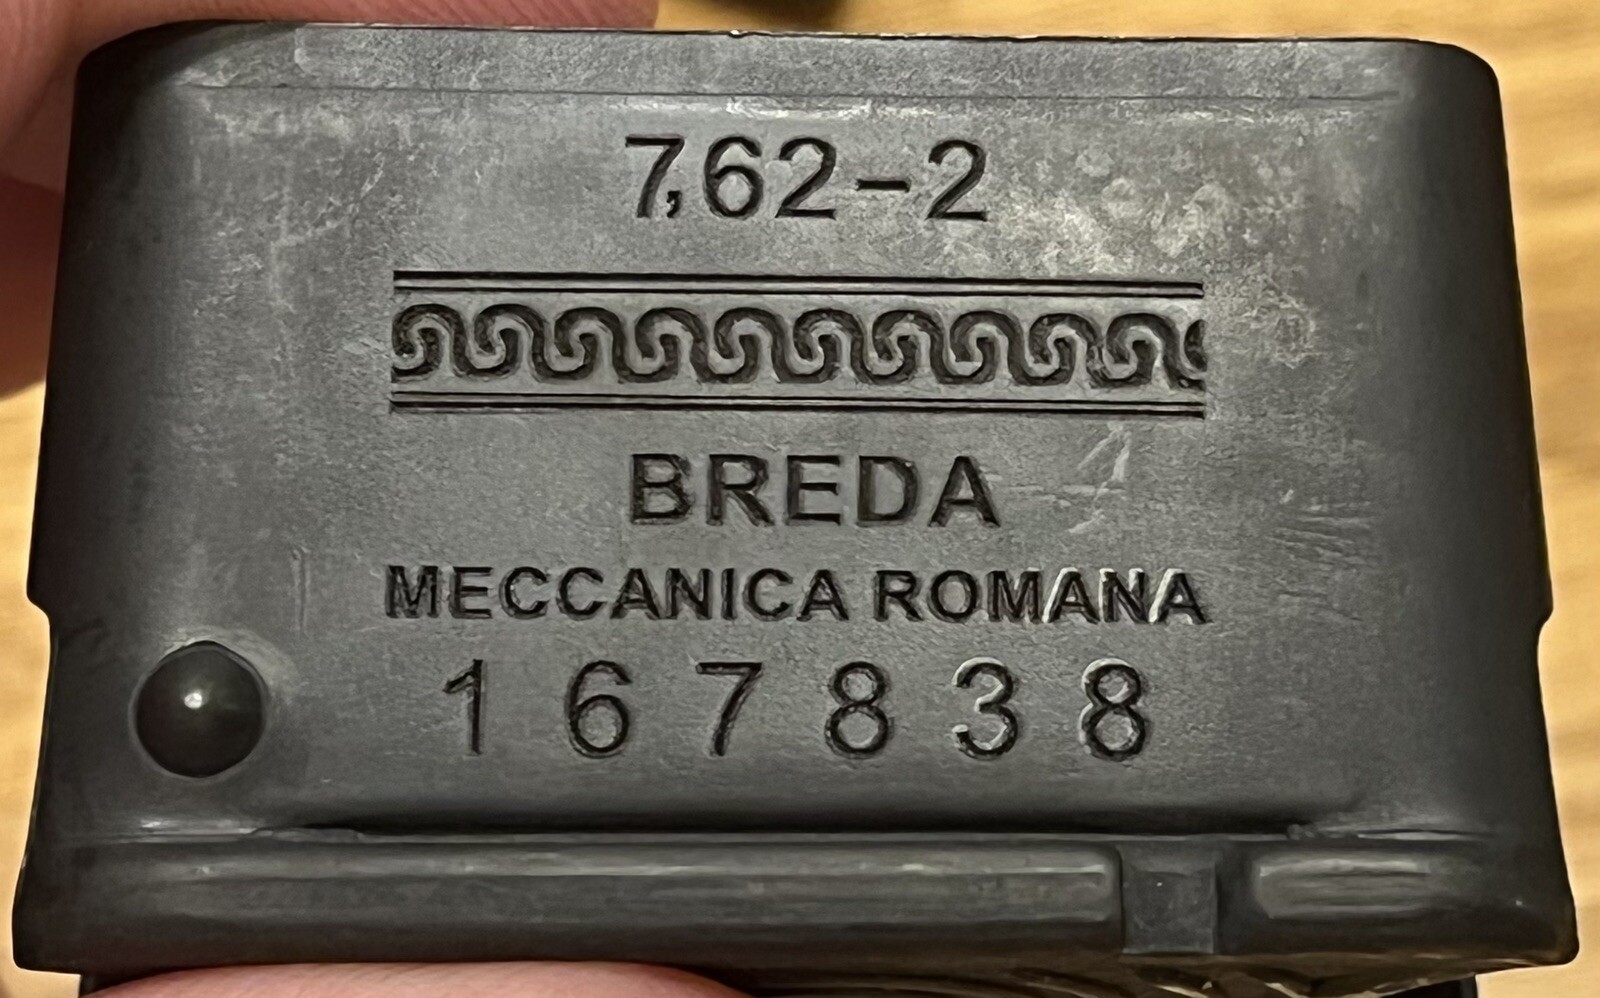 7,62-2
BREDA
MECCANICA ROMANA
167838